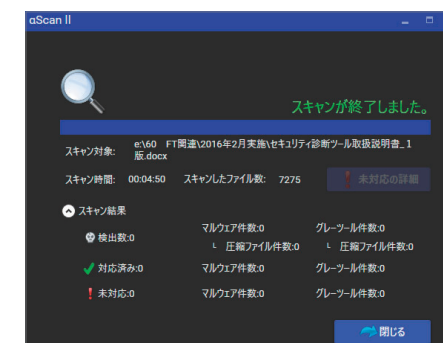 αScan II
スキャンが終了しました。
スキャン対象: e:\60 FT関連\2016年2月実施\セキュリティ診断ツール取扱説明書_1
版.docx
スキャン時間: 00:04:50 スキャンしたファイル数: 7275 ❗ 未対応の詳細
スキャン結果
検出数:0 マルウェア件数:0 グレーツール件数:0
└ 圧縮ファイル件数:0 └ 圧縮ファイル件数:0
対応済み:0 マルウェア件数:0 グレーツール件数:0
未対応:0 マルウェア件数:0 グレーツール件数:0
閉じる